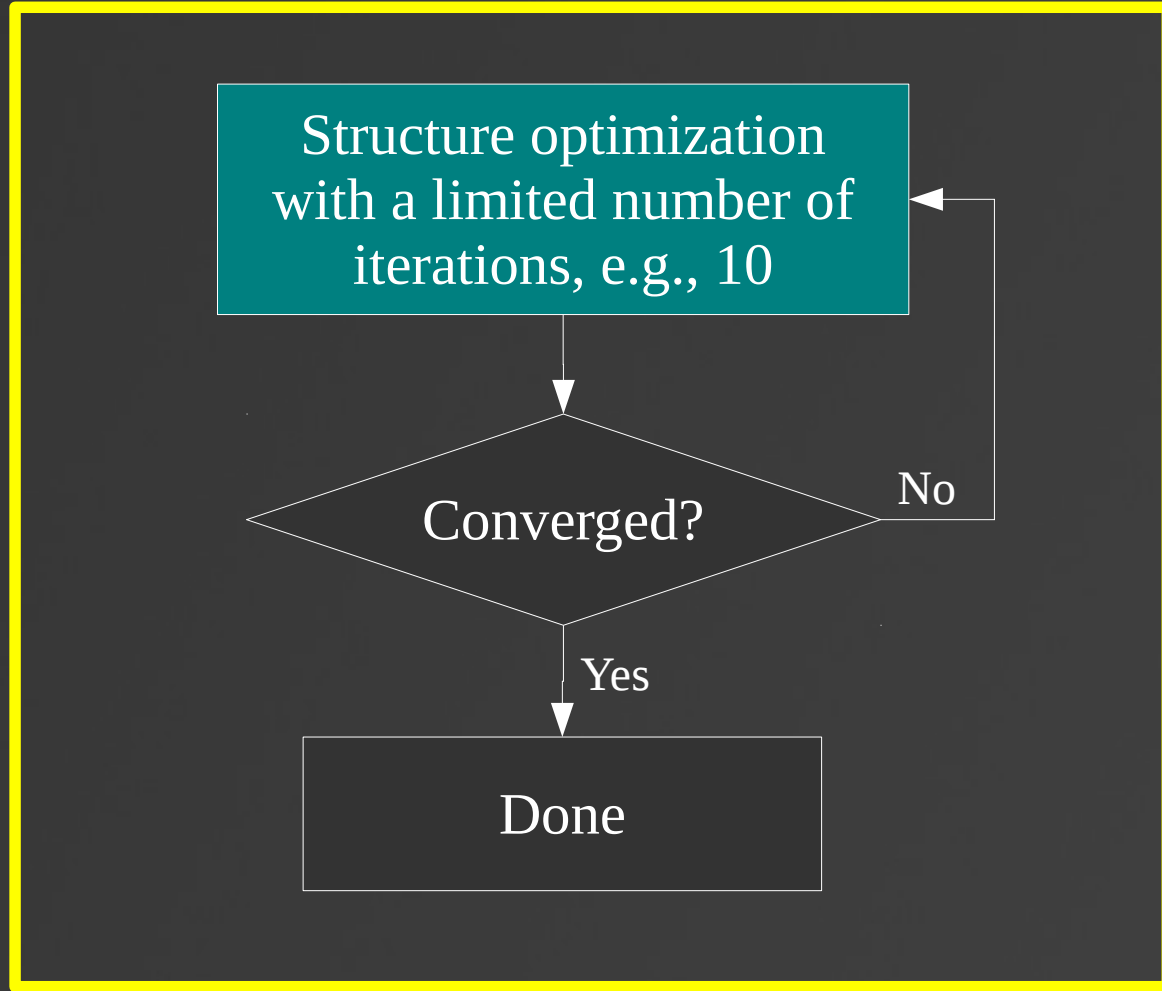 Structure optimization
with a limited number of
iterations, e.g., 10
Converged?
No
Yes
Done